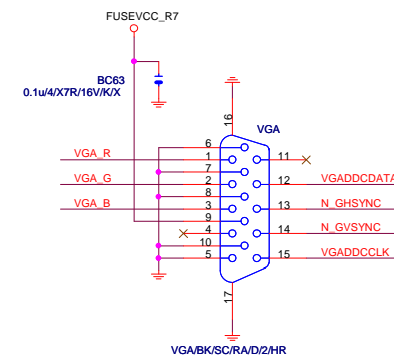 FUSEVCC_R7
BC63
0.1u/4/X7R/16V/K/X
16
VGA
6
VGA_R
1
11
7
VGA_G
2
12
VGADDCDATA
8
VGA_B
3
13
N_GHSYNC
9
4
14
N_GVSYNC
10
5
15
VGADDCCLK
17
VGA/BK/SC/RA/D/2/HR